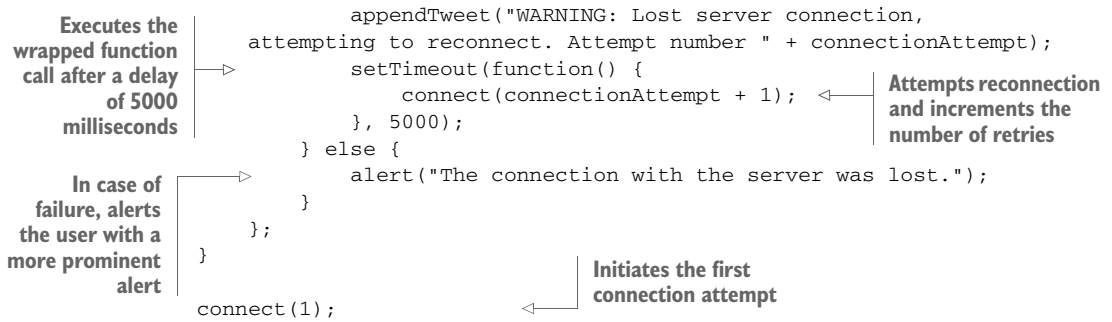 appendTweet("WARNING: Lost server connection,
attempting to reconnect. Attempt number " + connectionAttempt);
Executes the
wrapped function
call after a delay
of 5000
milliseconds
setTimeout(function() {
connect(connectionAttempt + 1);
Attempts reconnection
and increments the
number of retries
}, 5000);
} else {
In case of
failure, alerts
the user with a
more prominent
alert
alert("The connection with the server was lost.");
}
};
}
Initiates the first
connection attempt
connect(1);